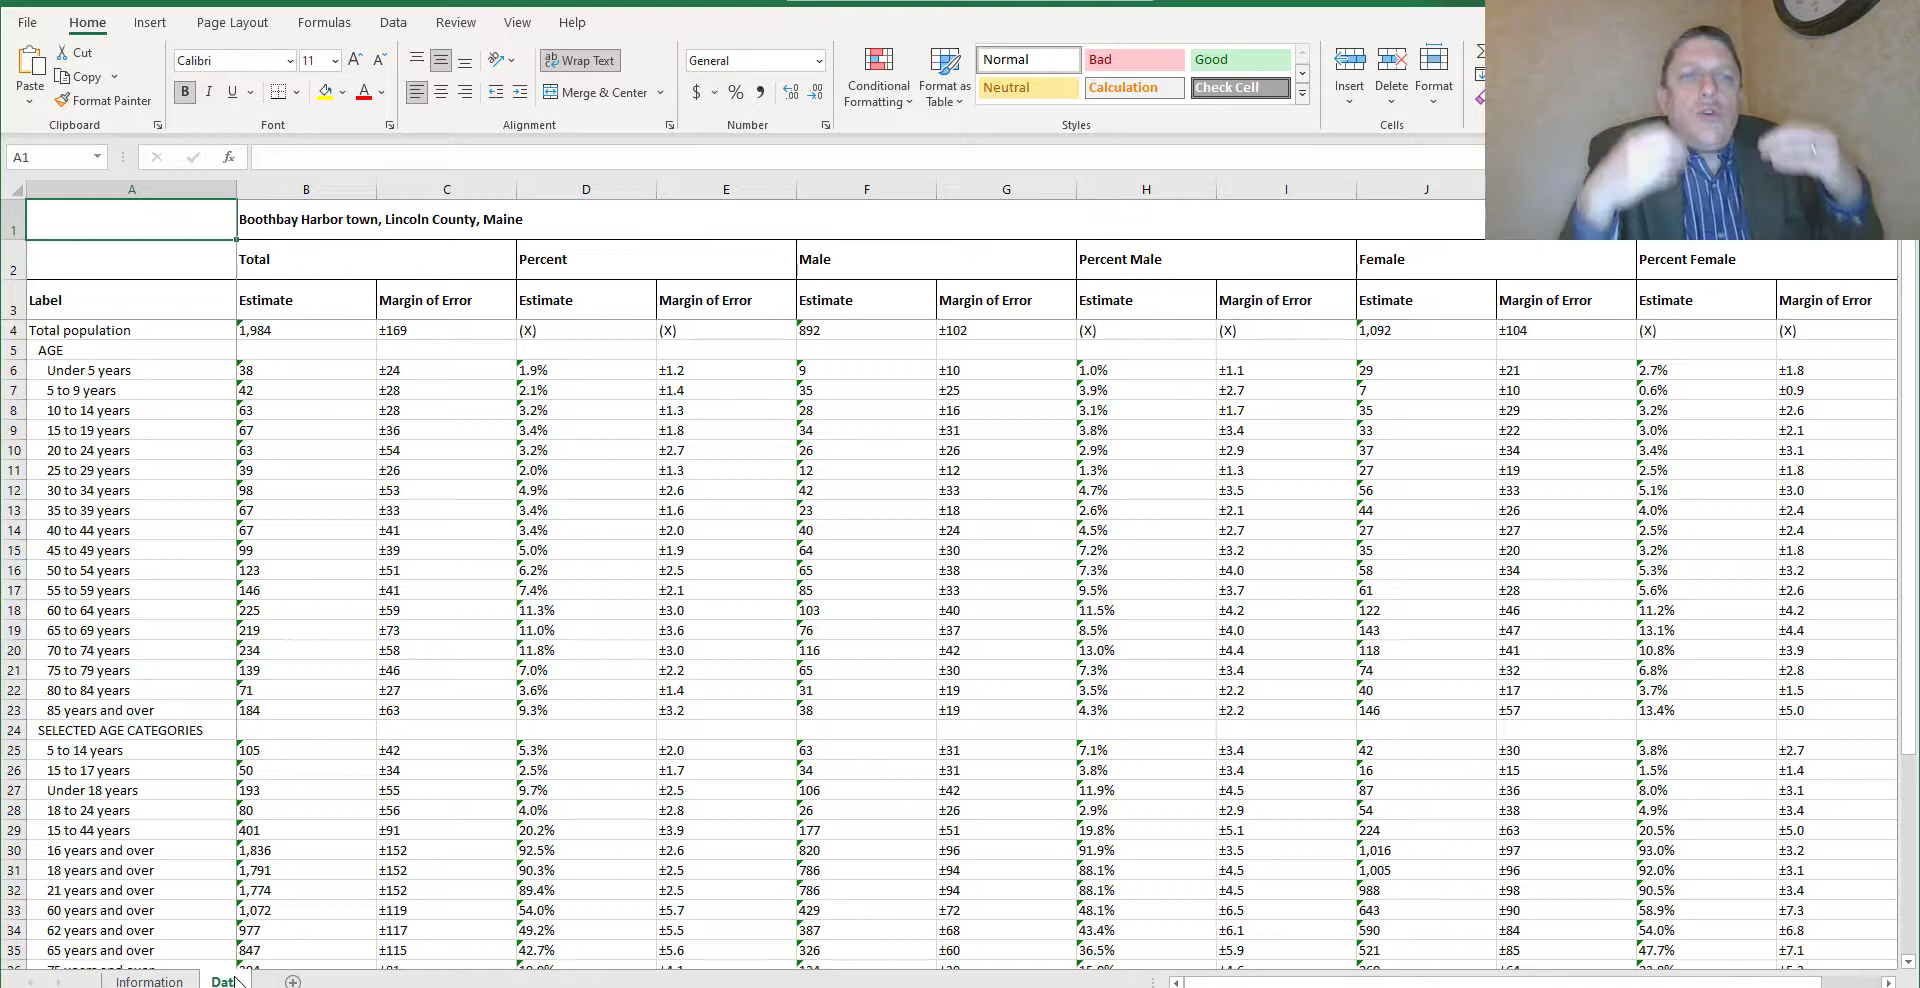 File Home Insert Page Layout Formulas Data Review View Help
Paste Cut Copy Format Painter Clipboard
Calibri 11 B I U A Font
Wrap Text Merge & Center Alignment
General $ % Number
Conditional Formatting Format as Table Normal Bad Good Neutral Calculation Check Cell Styles
Insert Delete Format Cells
A1 fx
A B C D E F G H I J
1 Boothbay Harbor town, Lincoln County, Maine
2 Total Percent Male Percent Male Female Percent Female
3 Label Estimate Margin of Error Estimate Margin of Error Estimate Margin of Error Estimate Margin of Error Estimate Margin of Error Estimate Margin of Error
4 Total population 1,984 ±169 (X) (X) 892 ±102 (X) (X) 1,092 ±104 (X) (X)
5 AGE
6 Under 5 years 38 ±24 1.9% ±1.2 9 ±10 1.0% ±1.1 29 ±21 2.7% ±1.8
7 5 to 9 years 42 ±28 2.1% ±1.4 35 ±25 3.9% ±2.7 7 ±10 0.6% ±0.9
8 10 to 14 years 63 ±28 3.2% ±1.3 28 ±16 3.1% ±1.7 35 ±29 3.2% ±2.6
9 15 to 19 years 67 ±36 3.4% ±1.8 34 ±31 3.8% ±3.4 33 ±22 3.0% ±2.1
10 20 to 24 years 63 ±54 3.2% ±2.7 26 ±26 2.9% ±2.9 37 ±34 3.4% ±3.1
11 25 to 29 years 39 ±26 2.0% ±1.3 12 ±12 1.3% ±1.3 27 ±19 2.5% ±1.8
12 30 to 34 years 98 ±53 4.9% ±2.6 42 ±33 4.7% ±3.5 56 ±33 5.1% ±3.0
13 35 to 39 years 67 ±33 3.4% ±1.6 23 ±18 2.6% ±2.1 44 ±26 4.0% ±2.4
14 40 to 44 years 67 ±41 3.4% ±2.0 40 ±24 4.5% ±2.7 27 ±27 2.5% ±2.4
15 45 to 49 years 99 ±39 5.0% ±1.9 64 ±30 7.2% ±3.2 35 ±20 3.2% ±1.8
16 50 to 54 years 123 ±51 6.2% ±2.5 65 ±38 7.3% ±4.0 58 ±34 5.3% ±3.2
17 55 to 59 years 146 ±41 7.4% ±2.1 85 ±33 9.5% ±3.7 61 ±28 5.6% ±2.6
18 60 to 64 years 225 ±59 11.3% ±3.0 103 ±40 11.5% ±4.2 122 ±46 11.2% ±4.2
19 65 to 69 years 219 ±73 11.0% ±3.6 76 ±37 8.5% ±4.0 143 ±47 13.1% ±4.4
20 70 to 74 years 234 ±58 11.8% ±3.0 116 ±42 13.0% ±4.4 118 ±41 10.8% ±3.9
21 75 to 79 years 139 ±46 7.0% ±2.2 65 ±30 7.3% ±3.4 74 ±32 6.8% ±2.8
22 80 to 84 years 71 ±27 3.6% ±1.4 31 ±19 3.5% ±2.2 40 ±17 3.7% ±1.5
23 85 years and over 184 ±63 9.3% ±3.2 38 ±19 4.3% ±2.2 146 ±57 13.4% ±5.0
24 SELECTED AGE CATEGORIES
25 5 to 14 years 105 ±42 5.3% ±2.0 63 ±31 7.1% ±3.4 42 ±30 3.8% ±2.7
26 15 to 17 years 50 ±34 2.5% ±1.7 34 ±31 3.8% ±3.4 16 ±15 1.5% ±1.4
27 Under 18 years 193 ±55 9.7% ±2.5 106 ±42 11.9% ±4.5 87 ±36 8.0% ±3.1
28 18 to 24 years 80 ±56 4.0% ±2.8 26 ±26 2.9% ±2.9 54 ±38 4.9% ±3.4
29 15 to 44 years 401 ±91 20.2% ±3.9 177 ±51 19.8% ±5.1 224 ±63 20.5% ±5.0
30 16 years and over 1,836 ±152 92.5% ±2.6 820 ±96 91.9% ±3.5 1,016 ±97 93.0% ±3.2
31 18 years and over 1,791 ±152 90.3% ±2.5 786 ±94 88.1% ±4.5 1,005 ±96 92.0% ±3.1
32 21 years and over 1,774 ±152 89.4% ±2.5 786 ±94 88.1% ±4.5 988 ±98 90.5% ±3.4
33 60 years and over 1,072 ±119 54.0% ±5.7 429 ±72 48.1% ±6.5 643 ±90 58.9% ±7.3
34 62 years and over 977 ±117 49.2% ±5.5 387 ±68 43.4% ±6.1 590 ±84 54.0% ±6.8
35 65 years and over 847 ±115 42.7% ±5.6 326 ±60 36.5% ±5.9 521 ±85 47.7% ±7.1
Information Dat